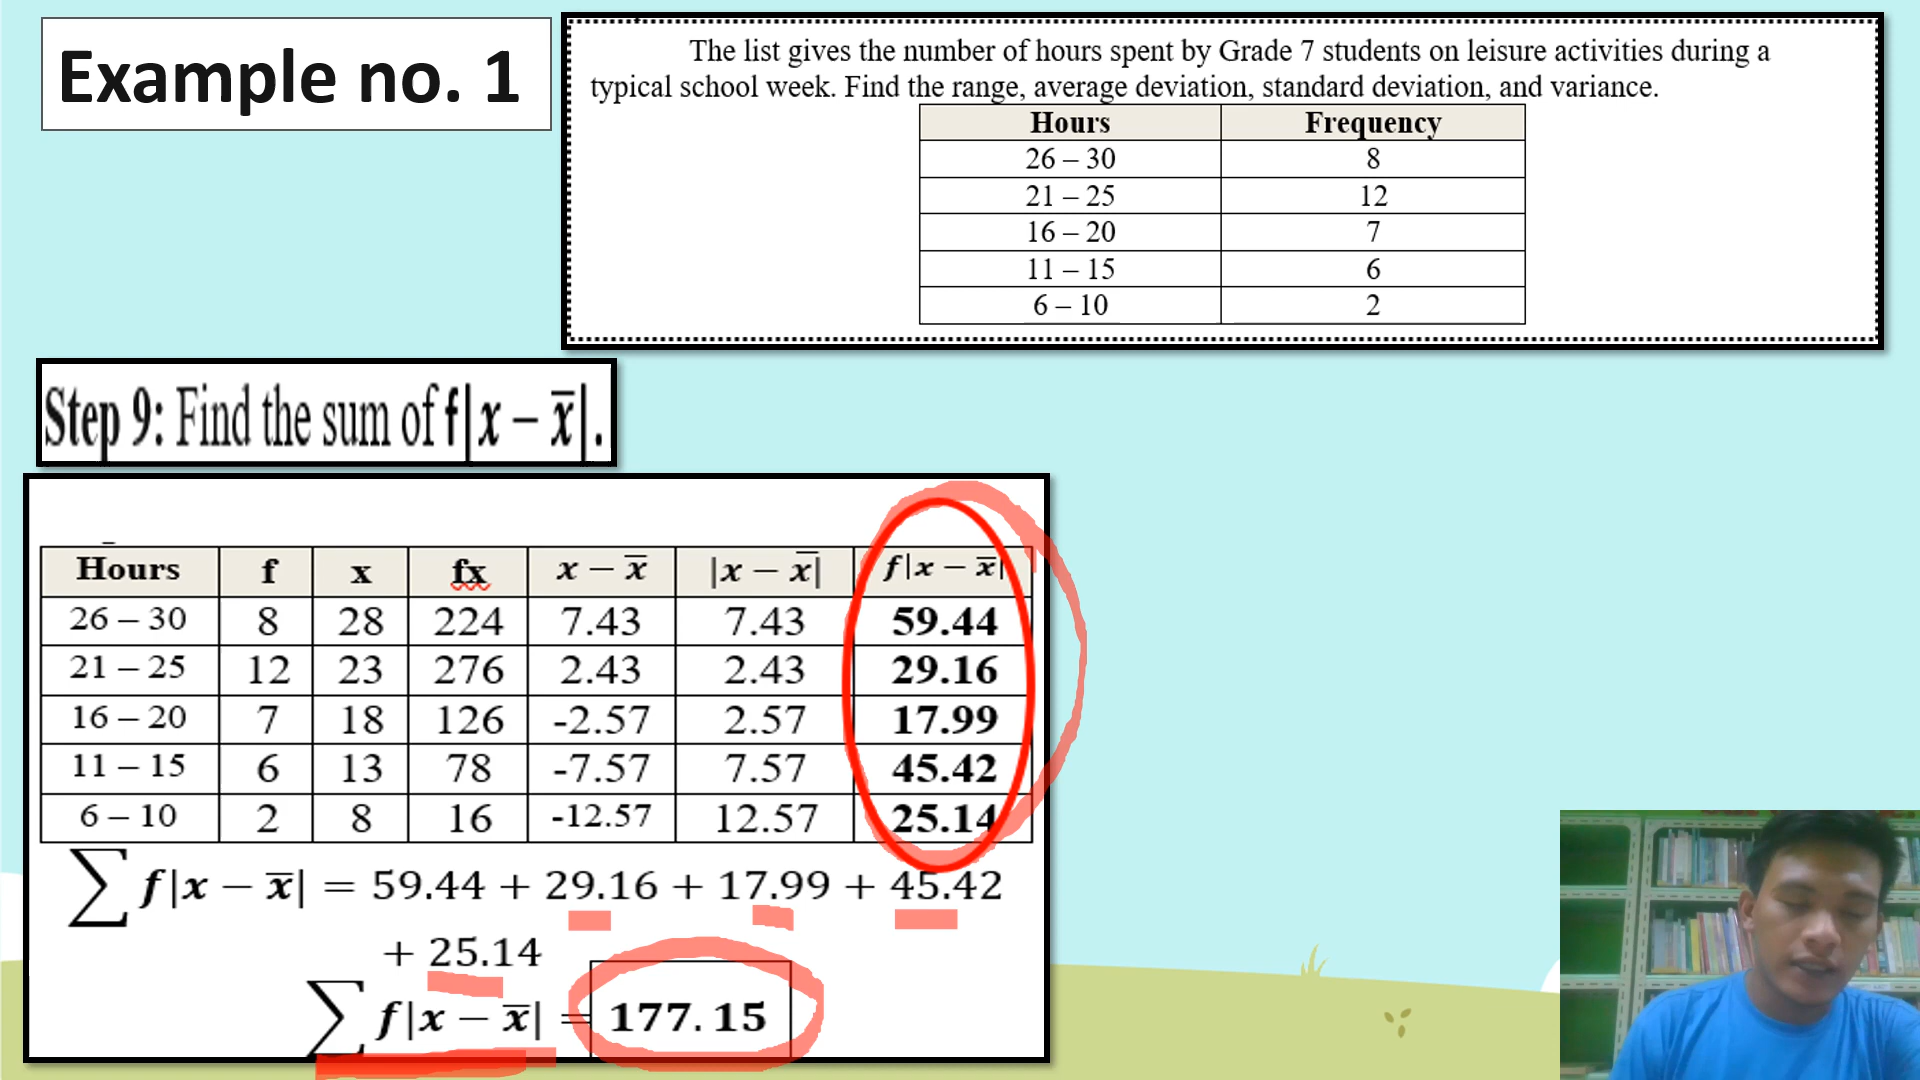 Example no. 1
The list gives the number of hours spent by Grade 7 students on leisure activities during a
typical school week. Find the range, average deviation, standard deviation, and variance.
Hours Frequency
26 – 30 8
21 – 25 12
16 – 20 7
11 – 15 6
6 – 10 2
Step 9: Find the sum of f|x – x̅|.
Hours f x fx x − x̅ |x − x̅| f|x − x̅|
26 – 30 8 28 224 7.43 7.43 59.44
21 – 25 12 23 276 2.43 2.43 29.16
16 – 20 7 18 126 -2.57 2.57 17.99
11 – 15 6 13 78 -7.57 7.57 45.42
6 – 10 2 8 16 -12.57 12.57 25.14
∑ f|x − x̅| = 59.44 + 29.16 + 17.99 + 45.42
+ 25.14
∑ f|x − x̅| = 177.15